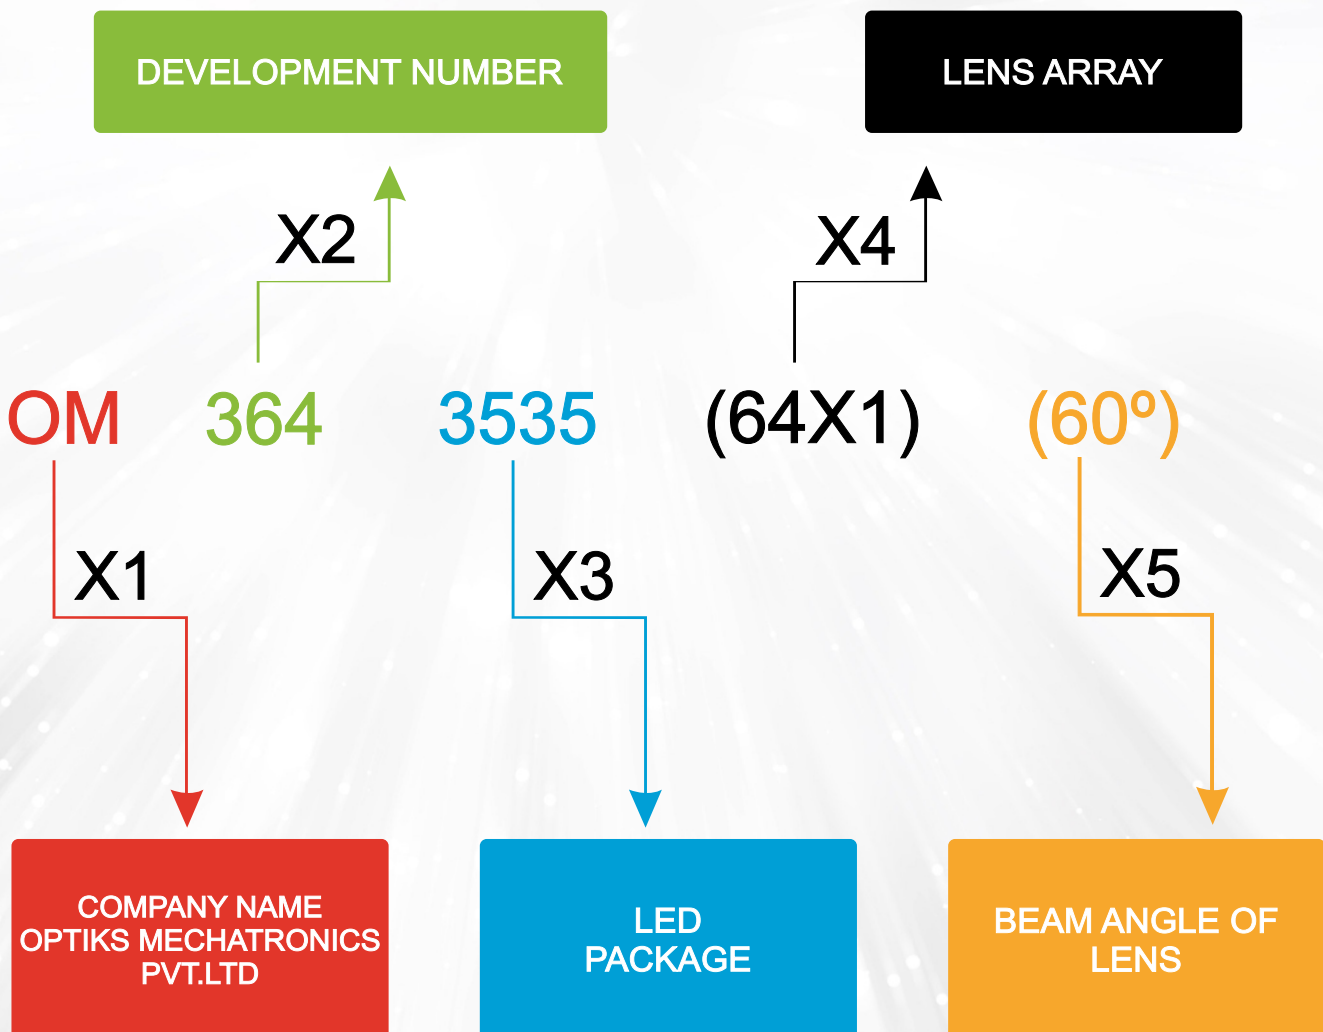 DEVELOPMENT NUMBER
LENS ARRAY
X2
X4
OM 364 3535 (64X1) (60º)
X1
X3
X5
COMPANY NAME
OPTIKS MECHATRONICS
PVT.LTD
LED
PACKAGE
BEAM ANGLE OF
LENS